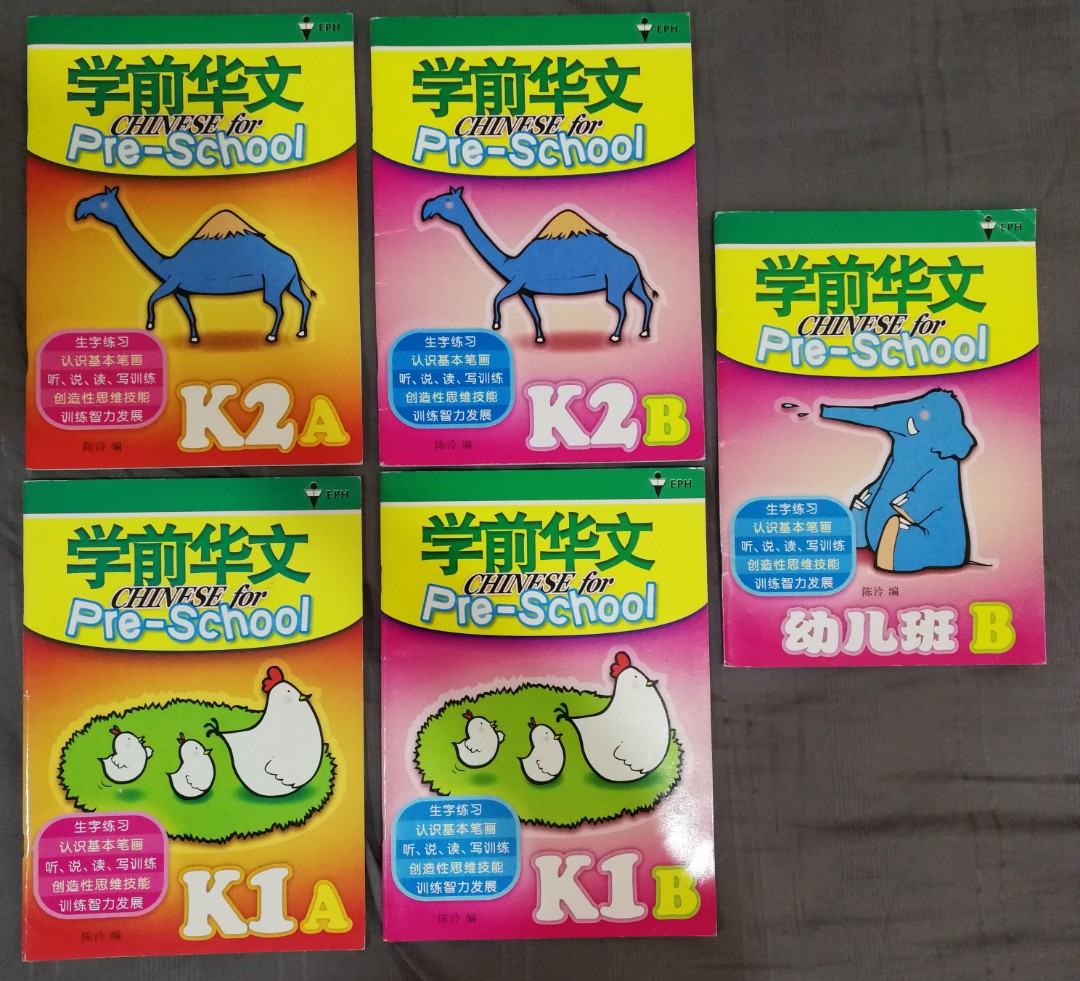 EPH
学前华文
CHINESE for
Pre-School
生字练习
认识基本笔画
听、说、读、写训练
创造性思维技能
训练智力发展
K2 A
陈泠 编
EPH
学前华文
CHINESE for
Pre-School
生字练习
认识基本笔画
听、说、读、写训练
创造性思维技能
训练智力发展
K2 B
陈泠 编
EPH
学前华文
CHINESE for
Pre-School
生字练习
认识基本笔画
听、说、读、写训练
创造性思维技能
训练智力发展
陈泠 编
幼儿班 B
EPH
学前华文
CHINESE for
Pre-School
生字练习
认识基本笔画
听、说、读、写训练
创造性思维技能
训练智力发展
K1 A
陈泠 编
EPH
学前华文
CHINESE for
Pre-School
生字练习
认识基本笔画
听、说、读、写训练
创造性思维技能
训练智力发展
K1 B
陈泠 编